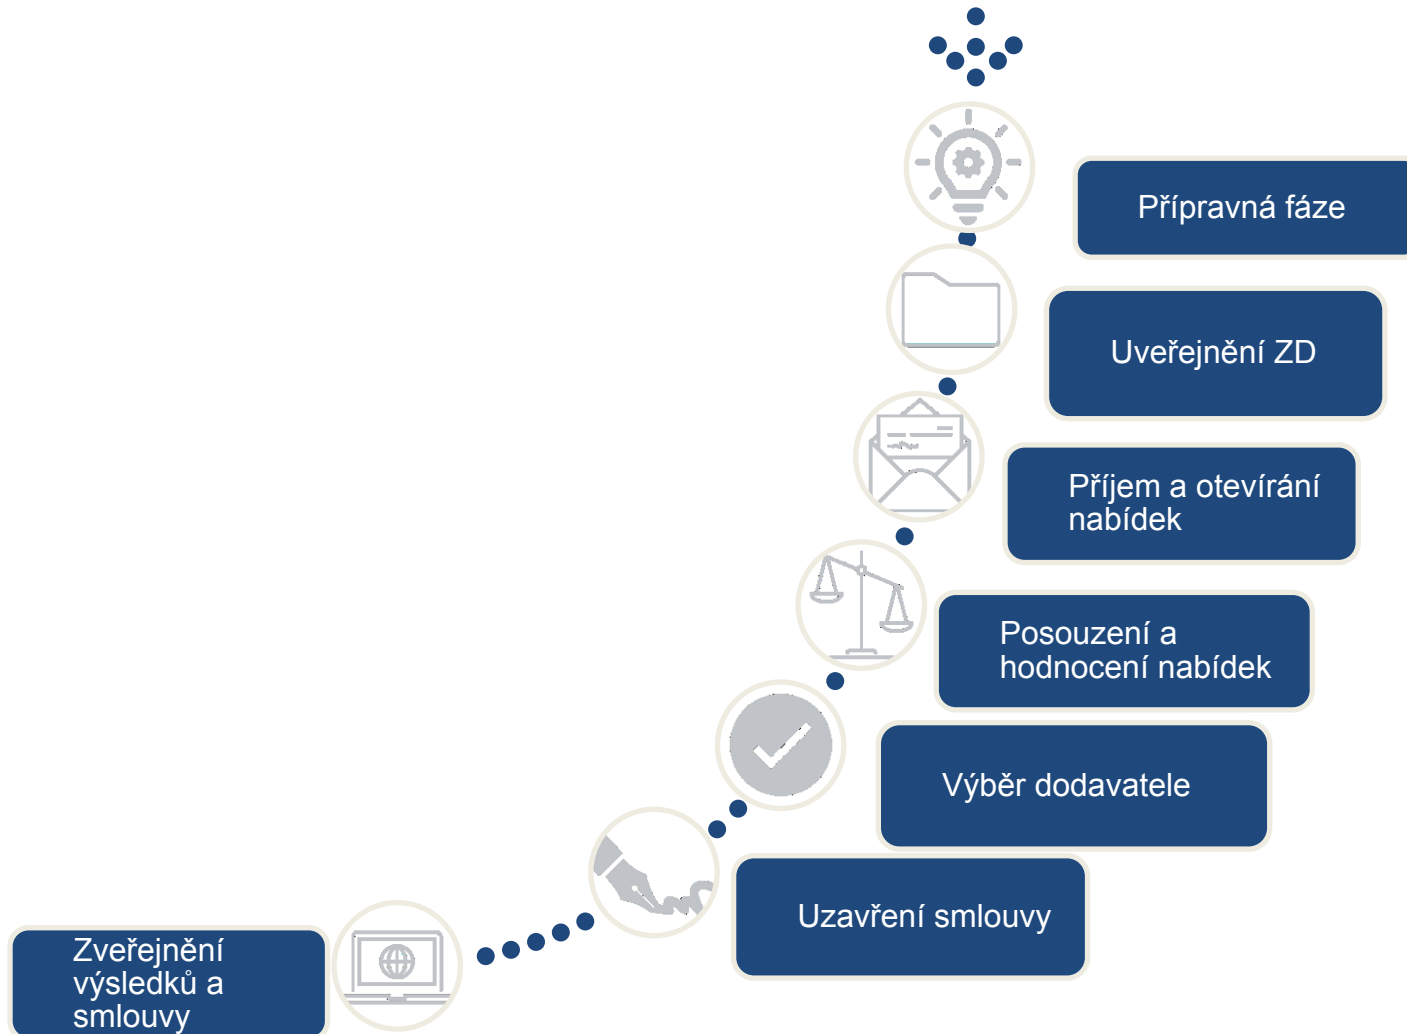 Přípravná fáze
Uveřejnění ZD
Příjem a otevírání
nabídek
Posouzení a
hodnocení nabídek
Výběr dodavatele
Uzavření smlouvy
Zveřejnění
výsledků a
smlouvy